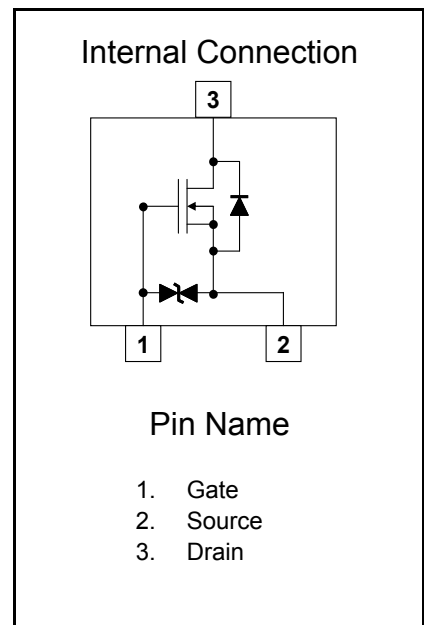 Internal Connection
3
1 2
Pin Name
1. Gate
2. Source
3. Drain